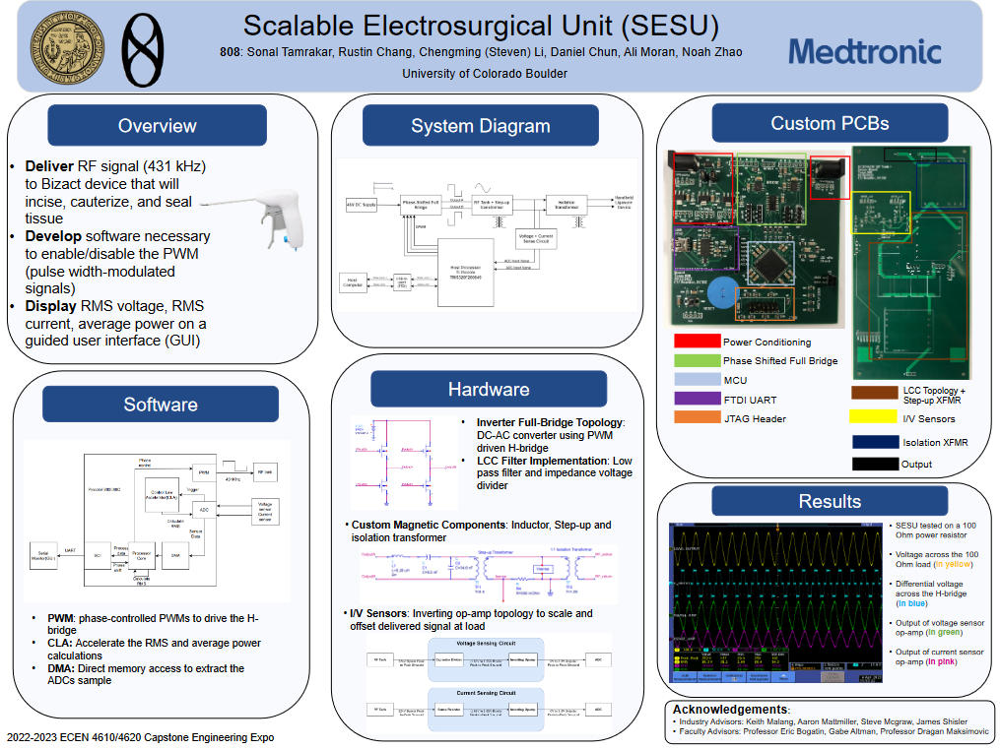 Scalable Electrosurgical Unit (SESU)
808: Sonal Tamrakar, Rustin Chang, Chengming (Steven) Li, Daniel Chun, Ali Moran, Noah Zhao
University of Colorado Boulder
Medtronic
Overview
• Deliver RF signal (431 kHz)
to Bizact device that will
incise, cauterize, and seal
tissue
• Develop software necessary
to enable/disable the PWM
(pulse width-modulated
signals)
• Display RMS voltage, RMS
current, average power on a
guided user interface (GUI)
Software
Phase
control
PWM
431KHz
RF tank
Control Law
Accelerator(CLA)
Trigger
ADC
Voltage
sensor
Current
sensor
Calculate
RMS
Sensor
Data
Serial
Monitor(GUI)
UART
SCI
Process
data
Phase
shift
Processor
Core
DMA
Calculate
RMS
• PWM: phase-controlled PWMs to drive the H-
bridge
• CLA: Accelerate the RMS and average power
calculations
• DMA: Direct memory access to extract the
ADCs sample
2022-2023 ECEN 4610/4620 Capstone Engineering Expo
System Diagram
Phase Shifted Full
Bridge
RF Tank + Step-up
Transformer
Isolation
Transformer
Handheld
Ligasure
Device
Voltage + Current
Sense Circuit
Host Processor
Host
Computer
Hardware
• Inverter Full-Bridge Topology:
DC-AC converter using PWM
driven H-bridge
• LCC Filter Implementation: Low
pass filter and impedance voltage
divider
• Custom Magnetic Components: Inductor, Step-up and
isolation transformer
Step-up Transformer
1:1 Isolation Transformer
• I/V Sensors: Inverting op-amp topology to scale and
offset delivered signal at load
Voltage Sensing Circuit
RF Tank
ADC
Current Sensing Circuit
RF Tank
ADC
Custom PCBs
Power Conditioning
Phase Shifted Full Bridge
MCU
FTDI UART
JTAG Header
LCC Topology +
Step-up XFMR
I/V Sensors
Isolation XFMR
Output
Results
• SESU tested on a 100
Ohm power resistor
• Voltage across the 100
Ohm load (in yellow)
• Differential voltage
across the H-bridge
(in blue)
• Output of voltage sensor
op-amp (in green)
• Output of current sensor
op-amp (in pink)
Acknowledgements:
• Industry Advisors: Keith Malang, Aaron Mattmiller, Steve Mcgraw, James Shisler
• Faculty Advisors: Professor Eric Bogatin, Gabe Altman, Professor Dragan Maksimovic